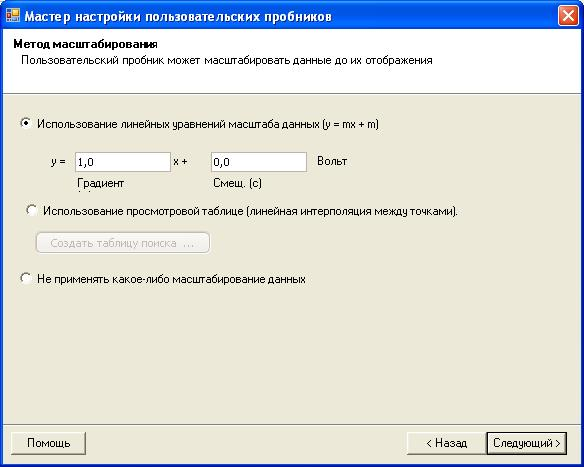 Мастер настройки пользовательских пробников
Метод масштабирования
Пользовательский пробник может масштабировать данные до их отображения
Использование линейных уравнений масштаба данных (y = mx + m)
y = 1,0 x + 0,0 Вольт
Градиент Смещ. (c)
Использование просмотровой таблице (линейная интерполяция между точками).
Создать таблицу поиска ...
Не применять какое-либо масштабирование данных
Помощь < Назад Следующий >